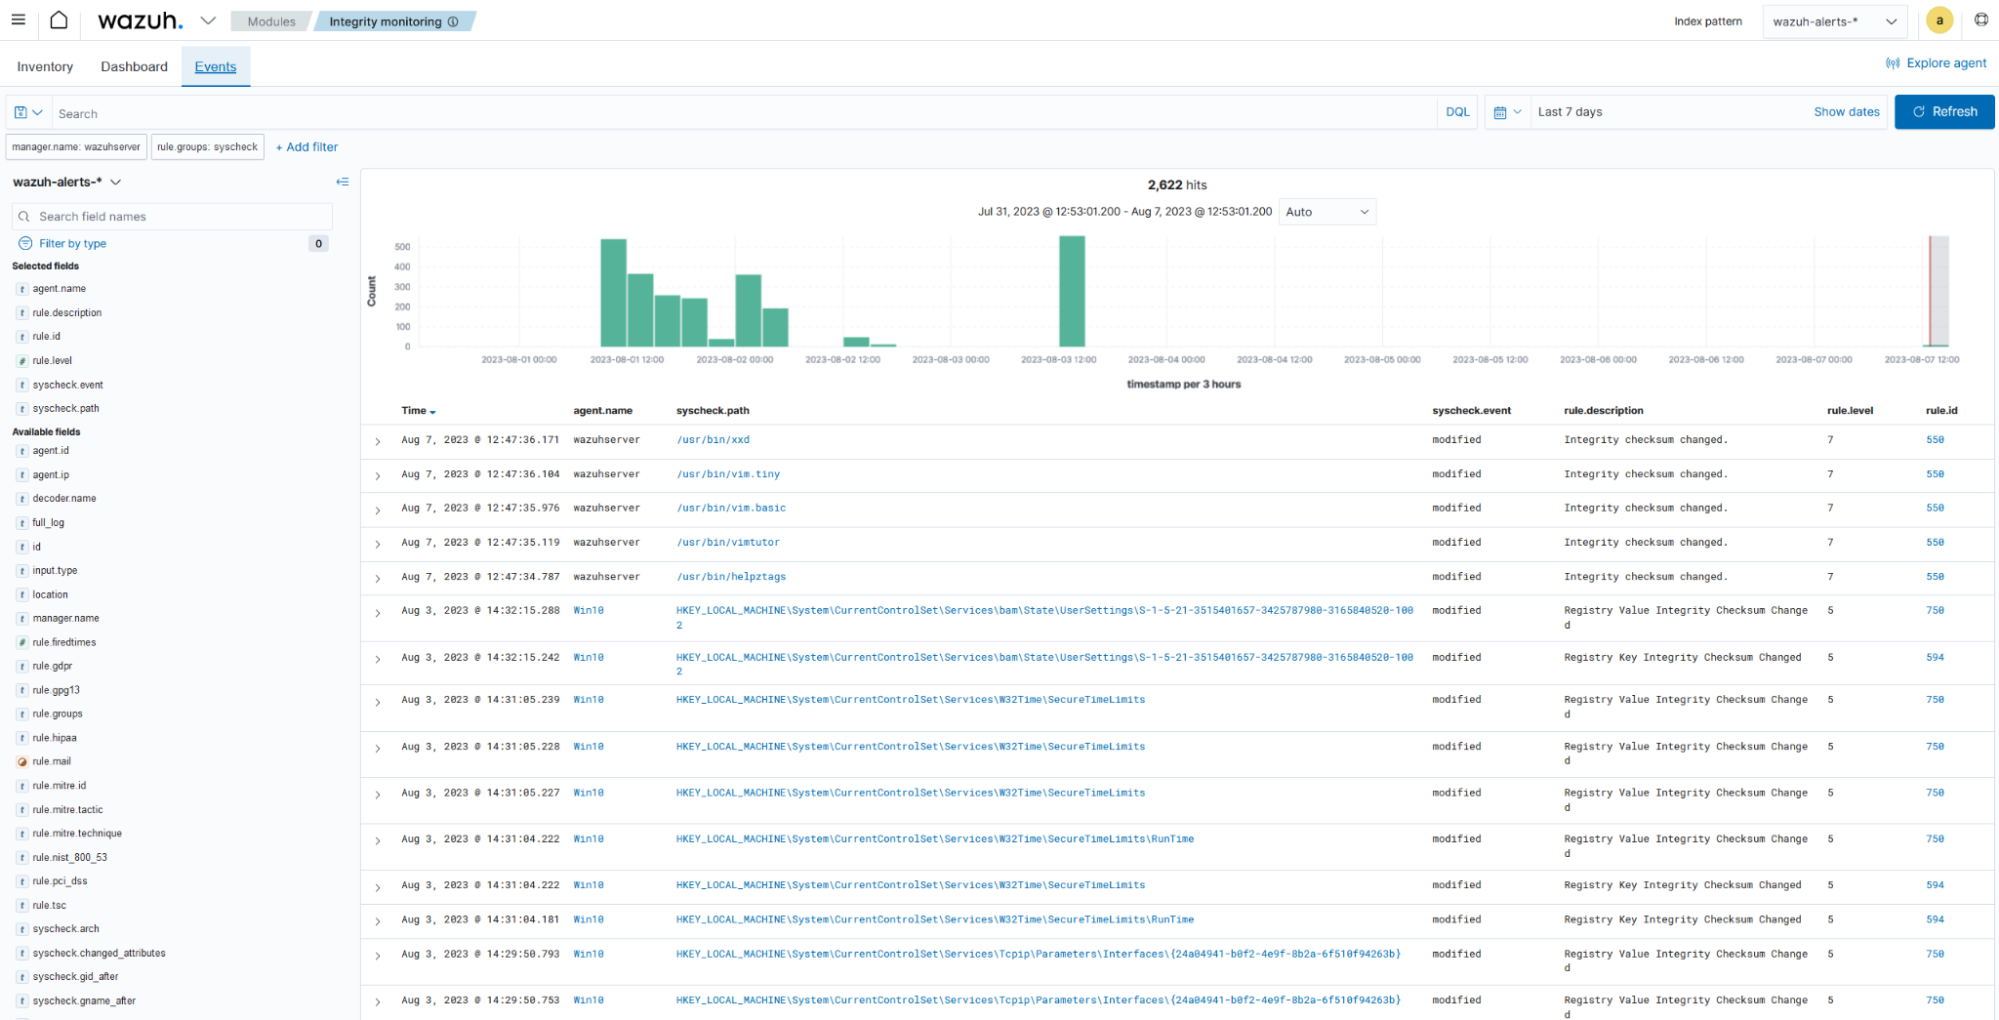 wazuh.
Modules
Integrity monitoring
Index pattern
wazuh-alerts-*
a
Inventory
Dashboard
Events
Explore agent
Search
DQL
Last 7 days
Show dates
Refresh
manager.name: wazuhserver
rule.groups: syscheck
+ Add filter
wazuh-alerts-*
Search field names
Filter by type
0
Selected fields
t agent.name
t rule.description
t rule.id
# rule.level
t syscheck.event
t syscheck.path
Available fields
t agent.id
t agent.ip
t decoder.name
t full_log
t id
t input.type
t location
t manager.name
# rule.firedtimes
t rule.gdpr
t rule.gpg13
t rule.groups
t rule.hipaa
rule.mail
t rule.mitre.id
t rule.mitre.tactic
t rule.mitre.technique
t rule.nist_800_53
t rule.pci_dss
t rule.tsc
t syscheck.arch
t syscheck.changed_attributes
t syscheck.gid_after
t syscheck.gname_after
2,622 hits
Jul 31, 2023 @ 12:53:01.200 - Aug 7, 2023 @ 12:53:01.200
Auto
Count
500
400
300
200
100
0
2023-08-01 00:00
2023-08-01 12:00
2023-08-02 00:00
2023-08-02 12:00
2023-08-03 00:00
2023-08-03 12:00
2023-08-04 00:00
2023-08-04 12:00
2023-08-05 00:00
2023-08-05 12:00
2023-08-06 00:00
2023-08-06 12:00
2023-08-07 00:00
2023-08-07 12:00
timestamp per 3 hours
Time agent.name syscheck.path syscheck.event rule.description rule.level rule.id
Aug 7, 2023 @ 12:47:36.171 wazuhserver /usr/bin/xxd modified Integrity checksum changed. 7 550
Aug 7, 2023 @ 12:47:36.104 wazuhserver /usr/bin/vim.tiny modified Integrity checksum changed. 7 550
Aug 7, 2023 @ 12:47:35.976 wazuhserver /usr/bin/vim.basic modified Integrity checksum changed. 7 550
Aug 7, 2023 @ 12:47:35.119 wazuhserver /usr/bin/vimtutor modified Integrity checksum changed. 7 550
Aug 7, 2023 @ 12:47:34.787 wazuhserver /usr/bin/helpztags modified Integrity checksum changed. 7 550
Aug 3, 2023 @ 14:32:15.288 Win10 HKEY_LOCAL_MACHINE\System\CurrentControlSet\Services\bam\State\UserSettings\S-1-5-21-3515401657-3425787980-3165840520-100 modified Registry Value Integrity Checksum Change 5 750
2 d
Aug 3, 2023 @ 14:32:15.242 Win10 HKEY_LOCAL_MACHINE\System\CurrentControlSet\Services\bam\State\UserSettings\S-1-5-21-3515401657-3425787980-3165840520-100 modified Registry Key Integrity Checksum Changed 5 594
2
Aug 3, 2023 @ 14:31:05.239 Win10 HKEY_LOCAL_MACHINE\System\CurrentControlSet\Services\W32Time\SecureTimeLimits modified Registry Value Integrity Checksum Change 5 750
d
Aug 3, 2023 @ 14:31:05.228 Win10 HKEY_LOCAL_MACHINE\System\CurrentControlSet\Services\W32Time\SecureTimeLimits modified Registry Value Integrity Checksum Change 5 750
d
Aug 3, 2023 @ 14:31:05.227 Win10 HKEY_LOCAL_MACHINE\System\CurrentControlSet\Services\W32Time\SecureTimeLimits modified Registry Value Integrity Checksum Change 5 750
d
Aug 3, 2023 @ 14:31:04.222 Win10 HKEY_LOCAL_MACHINE\System\CurrentControlSet\Services\W32Time\SecureTimeLimits\RunTime modified Registry Value Integrity Checksum Change 5 750
d
Aug 3, 2023 @ 14:31:04.222 Win10 HKEY_LOCAL_MACHINE\System\CurrentControlSet\Services\W32Time\SecureTimeLimits modified Registry Key Integrity Checksum Changed 5 594
Aug 3, 2023 @ 14:31:04.181 Win10 HKEY_LOCAL_MACHINE\System\CurrentControlSet\Services\W32Time\SecureTimeLimits\RunTime modified Registry Key Integrity Checksum Changed 5 594
Aug 3, 2023 @ 14:29:50.793 Win10 HKEY_LOCAL_MACHINE\System\CurrentControlSet\Services\Tcpip\Parameters\Interfaces\{24a04941-b0f2-4e9f-8b2a-6f510f94263b} modified Registry Value Integrity Checksum Change 5 750
d
Aug 3, 2023 @ 14:29:50.753 Win10 HKEY_LOCAL_MACHINE\System\CurrentControlSet\Services\Tcpip\Parameters\Interfaces\{24a04941-b0f2-4e9f-8b2a-6f510f94263b} modified Registry Value Integrity Checksum Change 5 750
d